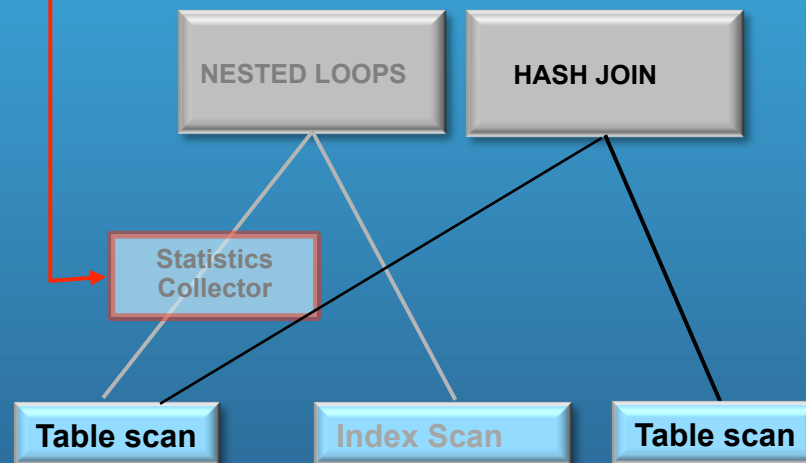 NESTED LOOPS
HASH JOIN
Statistics
Collector
Table scan
Index Scan
Table scan